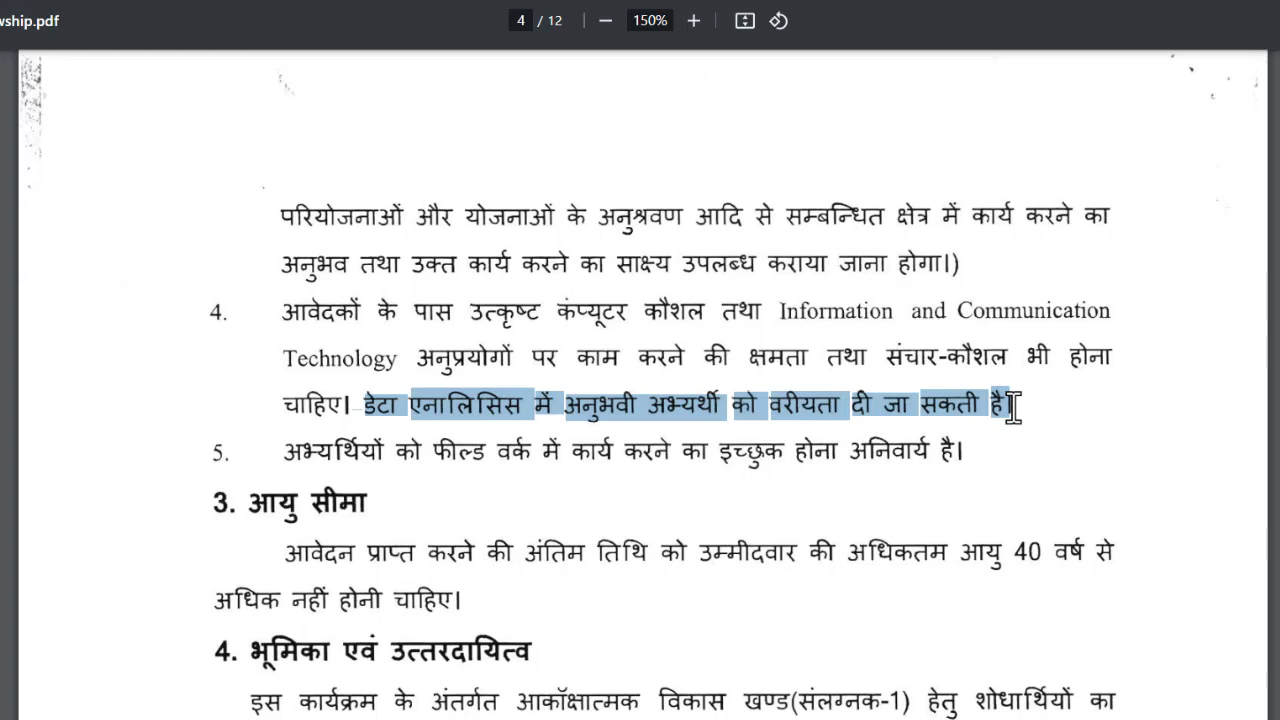 wship.pdf
4 / 12 150%
परियोजनाओं और योजनाओं के अनुश्रवण आदि से सम्बन्धित क्षेत्र में कार्य करने का
अनुभव तथा उक्त कार्य करने का साक्ष्य उपलब्ध कराया जाना होगा।)
4. आवेदकों के पास उत्कृष्ट कंप्यूटर कौशल तथा Information and Communication
Technology अनुप्रयोगों पर काम करने की क्षमता तथा संचार-कौशल भी होना
चाहिए। डेटा एनालिसिस में अनुभवी अभ्यर्थी को वरीयता दी जा सकती है।
5. अभ्यर्थियों को फील्ड वर्क में कार्य करने का इच्छुक होना अनिवार्य है।
3. आयु सीमा
आवेदन प्राप्त करने की अंतिम तिथि को उम्मीदवार की अधिकतम आयु 40 वर्ष से
अधिक नहीं होनी चाहिए।
4. भूमिका एवं उत्तरदायित्व
इस कार्यक्रम के अंतर्गत आकॉक्षात्मक विकास खण्ड(संलग्नक-1) हेतु शोधार्थियों का